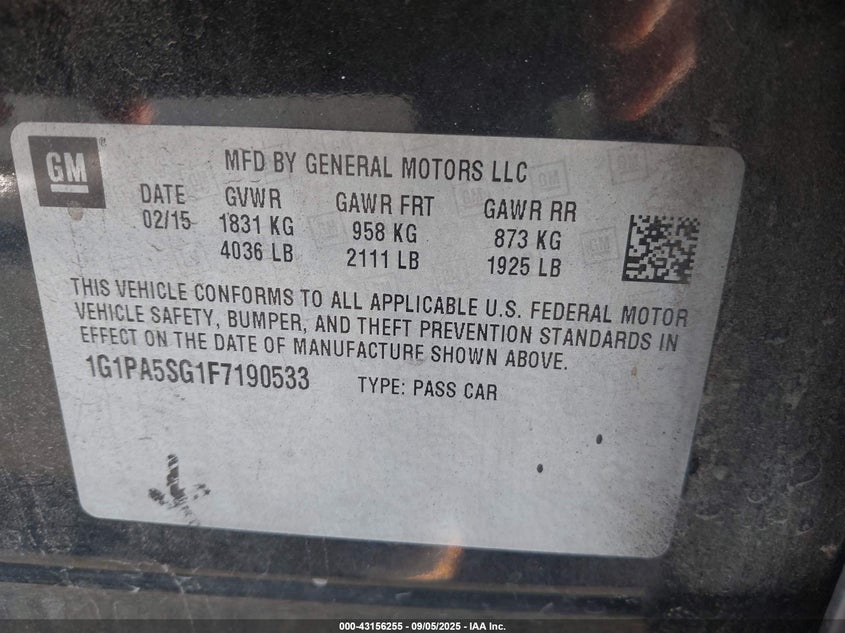 GM
MFD BY GENERAL MOTORS LLC
DATE GVWR GAWR FRT GAWR RR
02/15 1831 KG 958 KG 873 KG
4036 LB 2111 LB 1925 LB
THIS VEHICLE CONFORMS TO ALL APPLICABLE U.S. FEDERAL MOTOR
VEHICLE SAFETY, BUMPER, AND THEFT PREVENTION STANDARDS IN
EFFECT ON THE DATE OF MANUFACTURE SHOWN ABOVE.
1G1PA5SG1F7190533 TYPE: PASS CAR
000-43156255 - 09/05/2025 - IAA Inc.